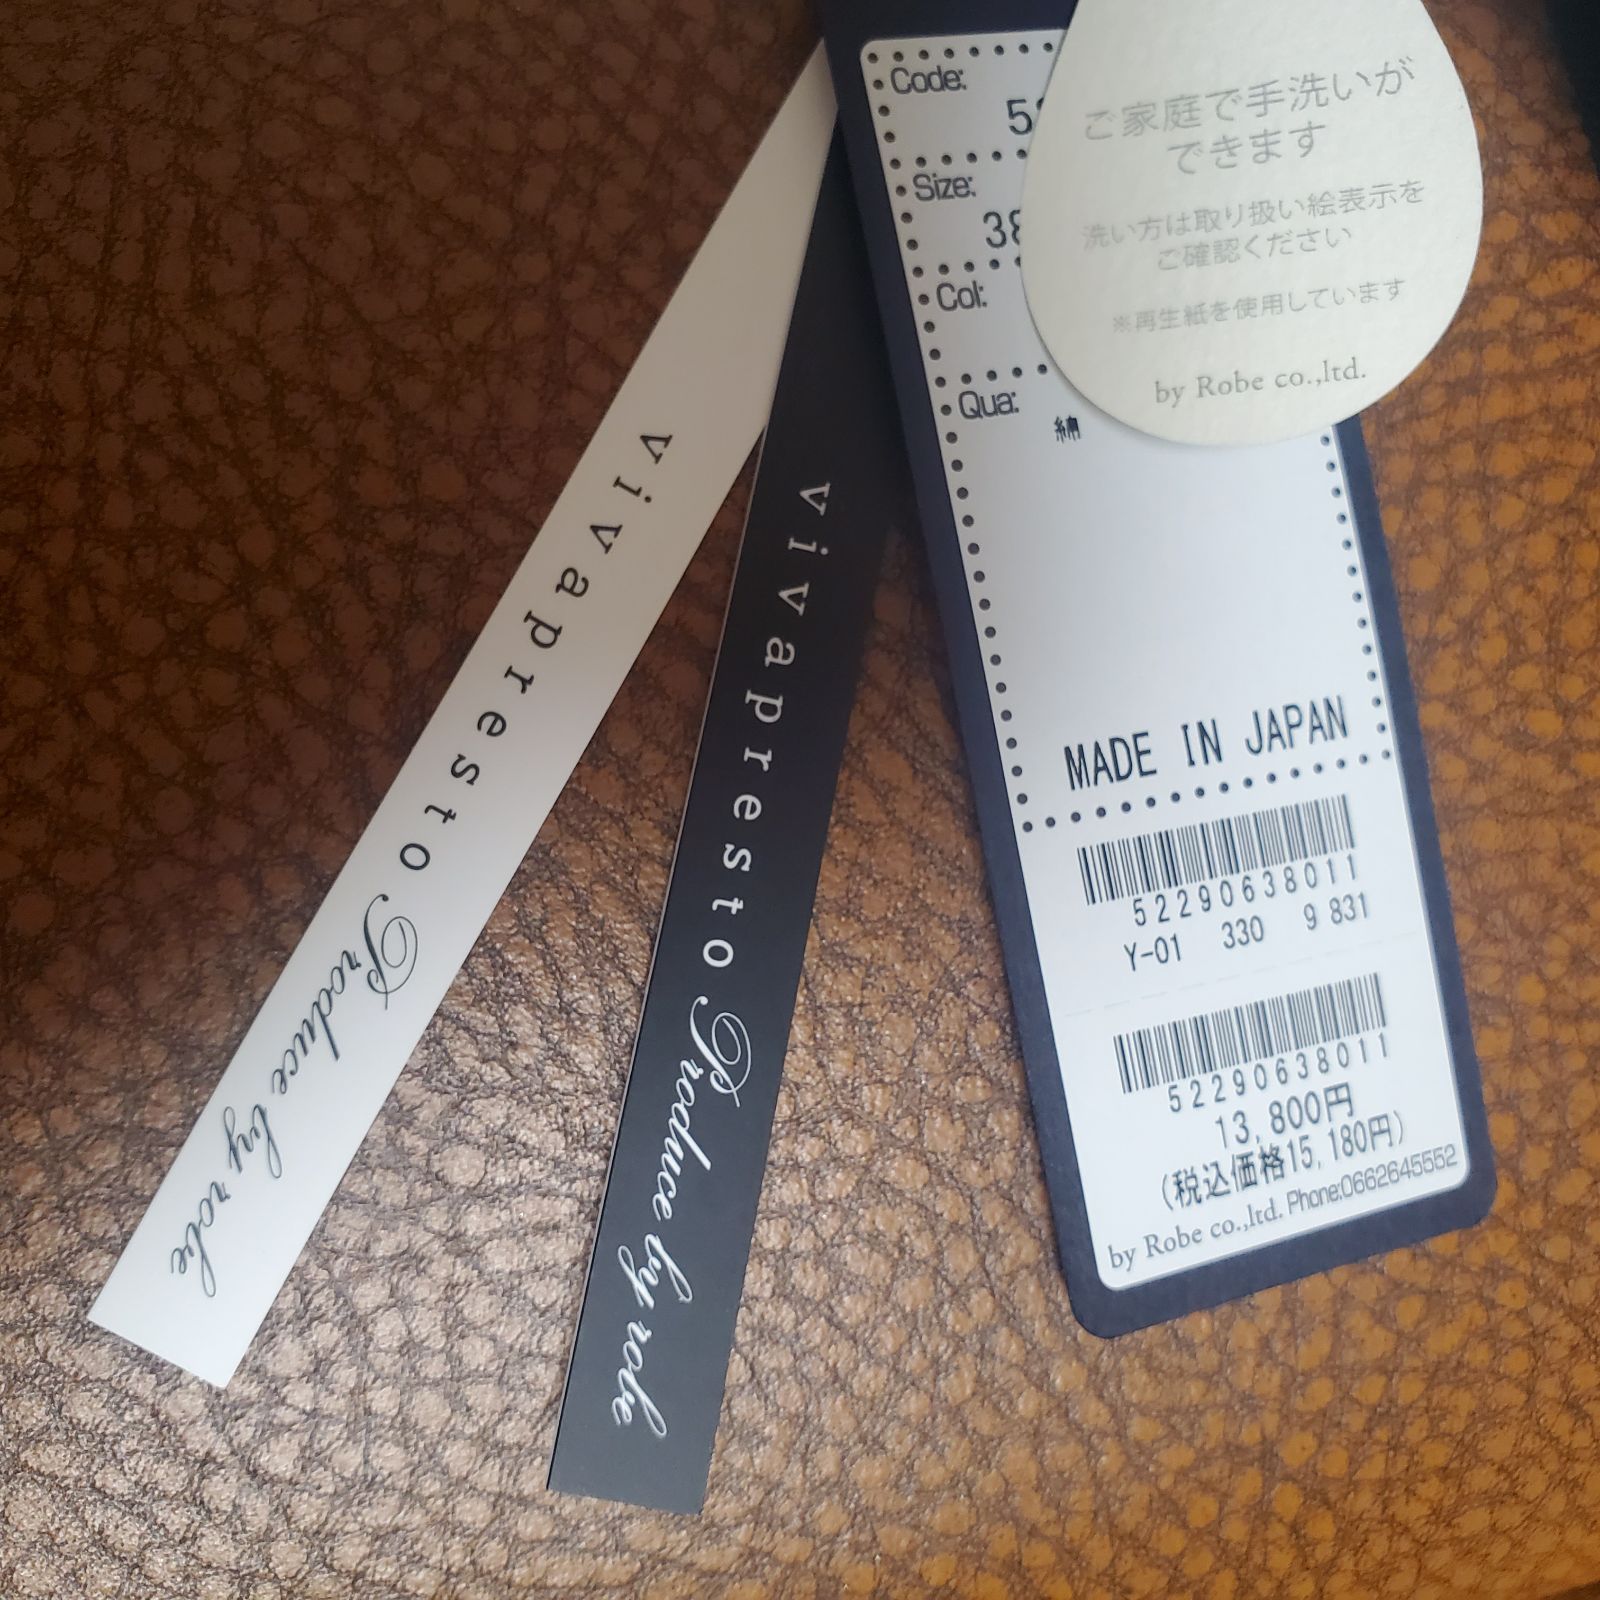 vivapresto Produce by robe
vivapresto Produce by robe
Code:
Size:
38
Col:
Qua:
綿
MADE IN JAPAN
52290638011
Y-01 330 9 831
52290638011
13,800円
(税込価格15,180円)
by Robe co.,ltd. Phone:0662645552
ご家庭で手洗いが
できます
洗い方は取り扱い絵表示を
ご確認ください
※再生紙を使用しています
by Robe co.,ltd.